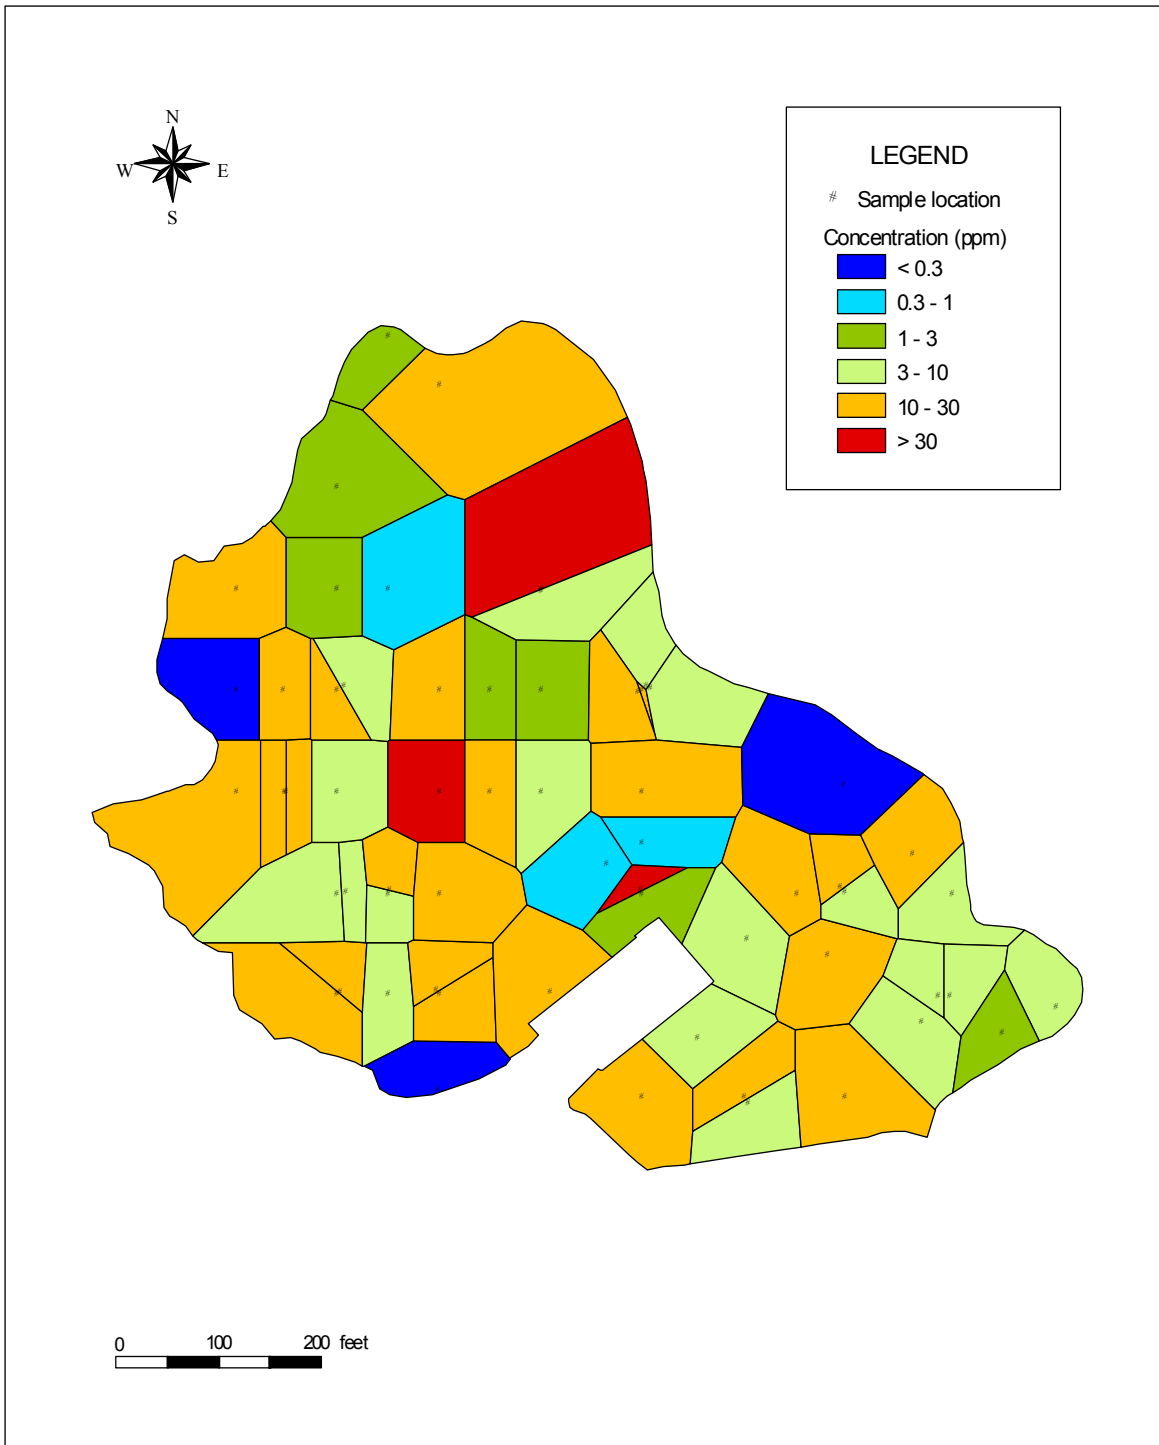 N
W E
S
LEGEND
# Sample location
Concentration (ppm)
< 0.3
0.3 - 1
1 - 3
3 - 10
10 - 30
> 30
0 100 200 feet